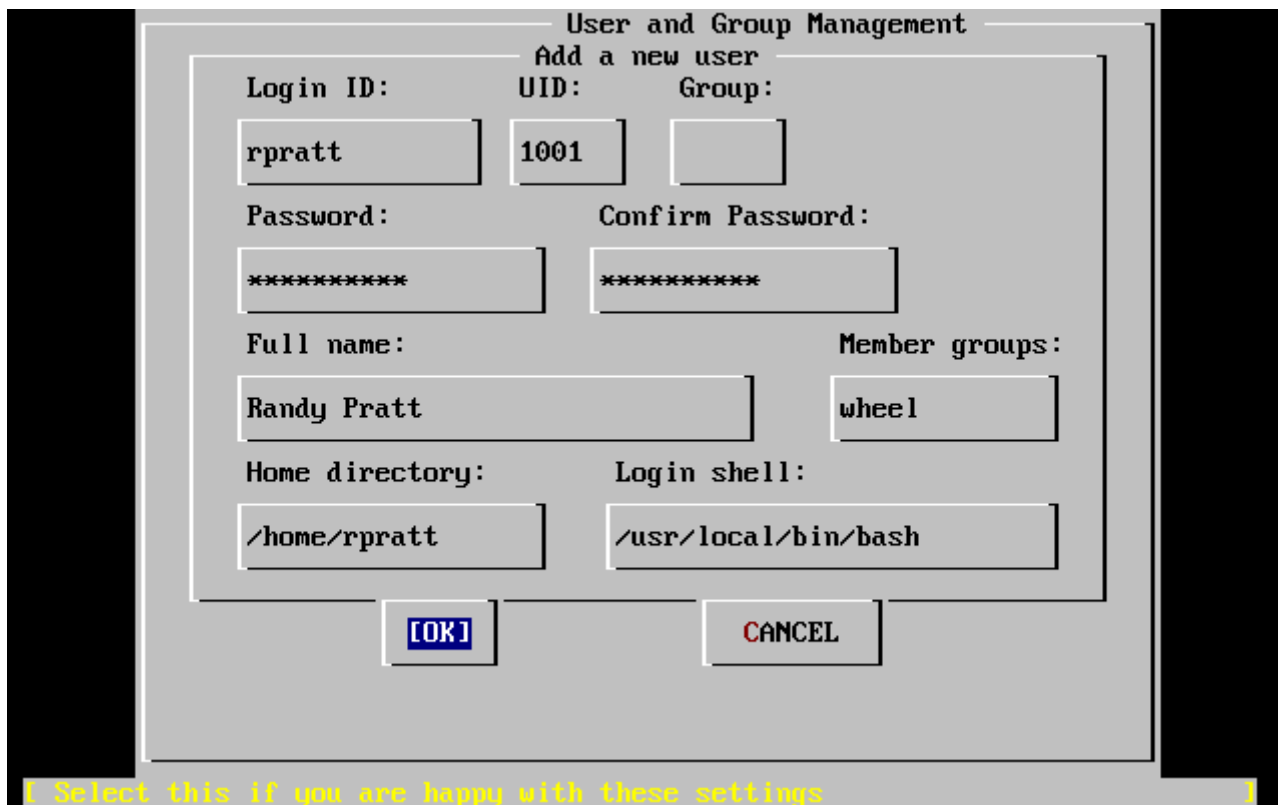 User and Group Management
Add a new user
Login ID: UID: Group:
rpratt 1001
Password: Confirm Password:
********** **********
Full name: Member groups:
Randy Pratt wheel
Home directory: Login shell:
/home/rpratt /usr/local/bin/bash
[OK] CANCEL
[ Select this if you are happy with these settings ]